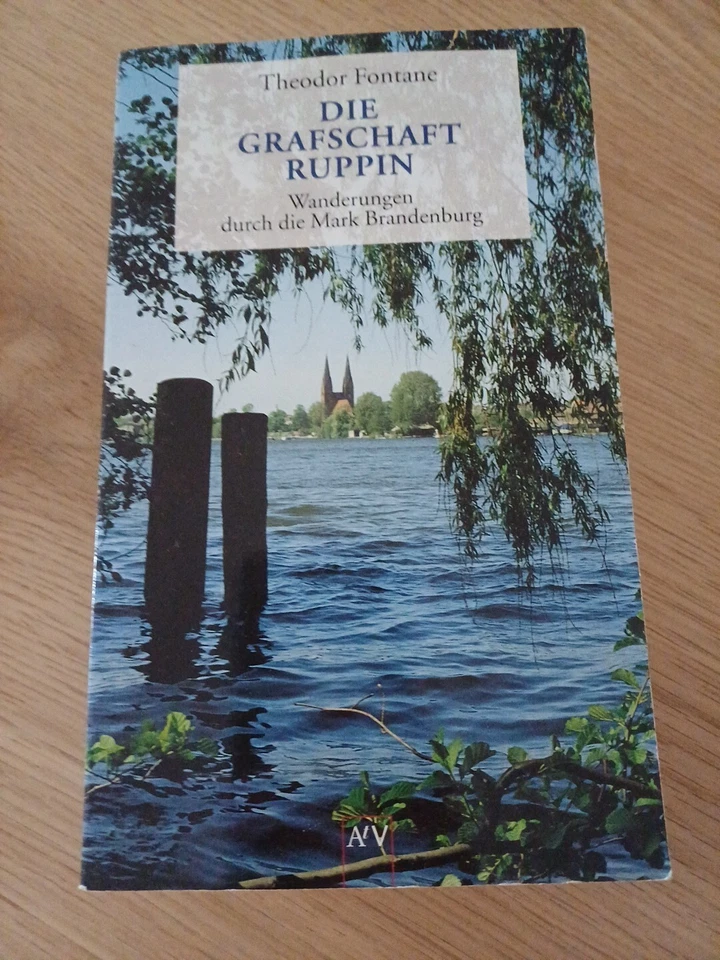 Theodor Fontane
DIE
GRAFSCHAFT
RUPPIN
Wanderungen
durch die Mark Brandenburg
AtV